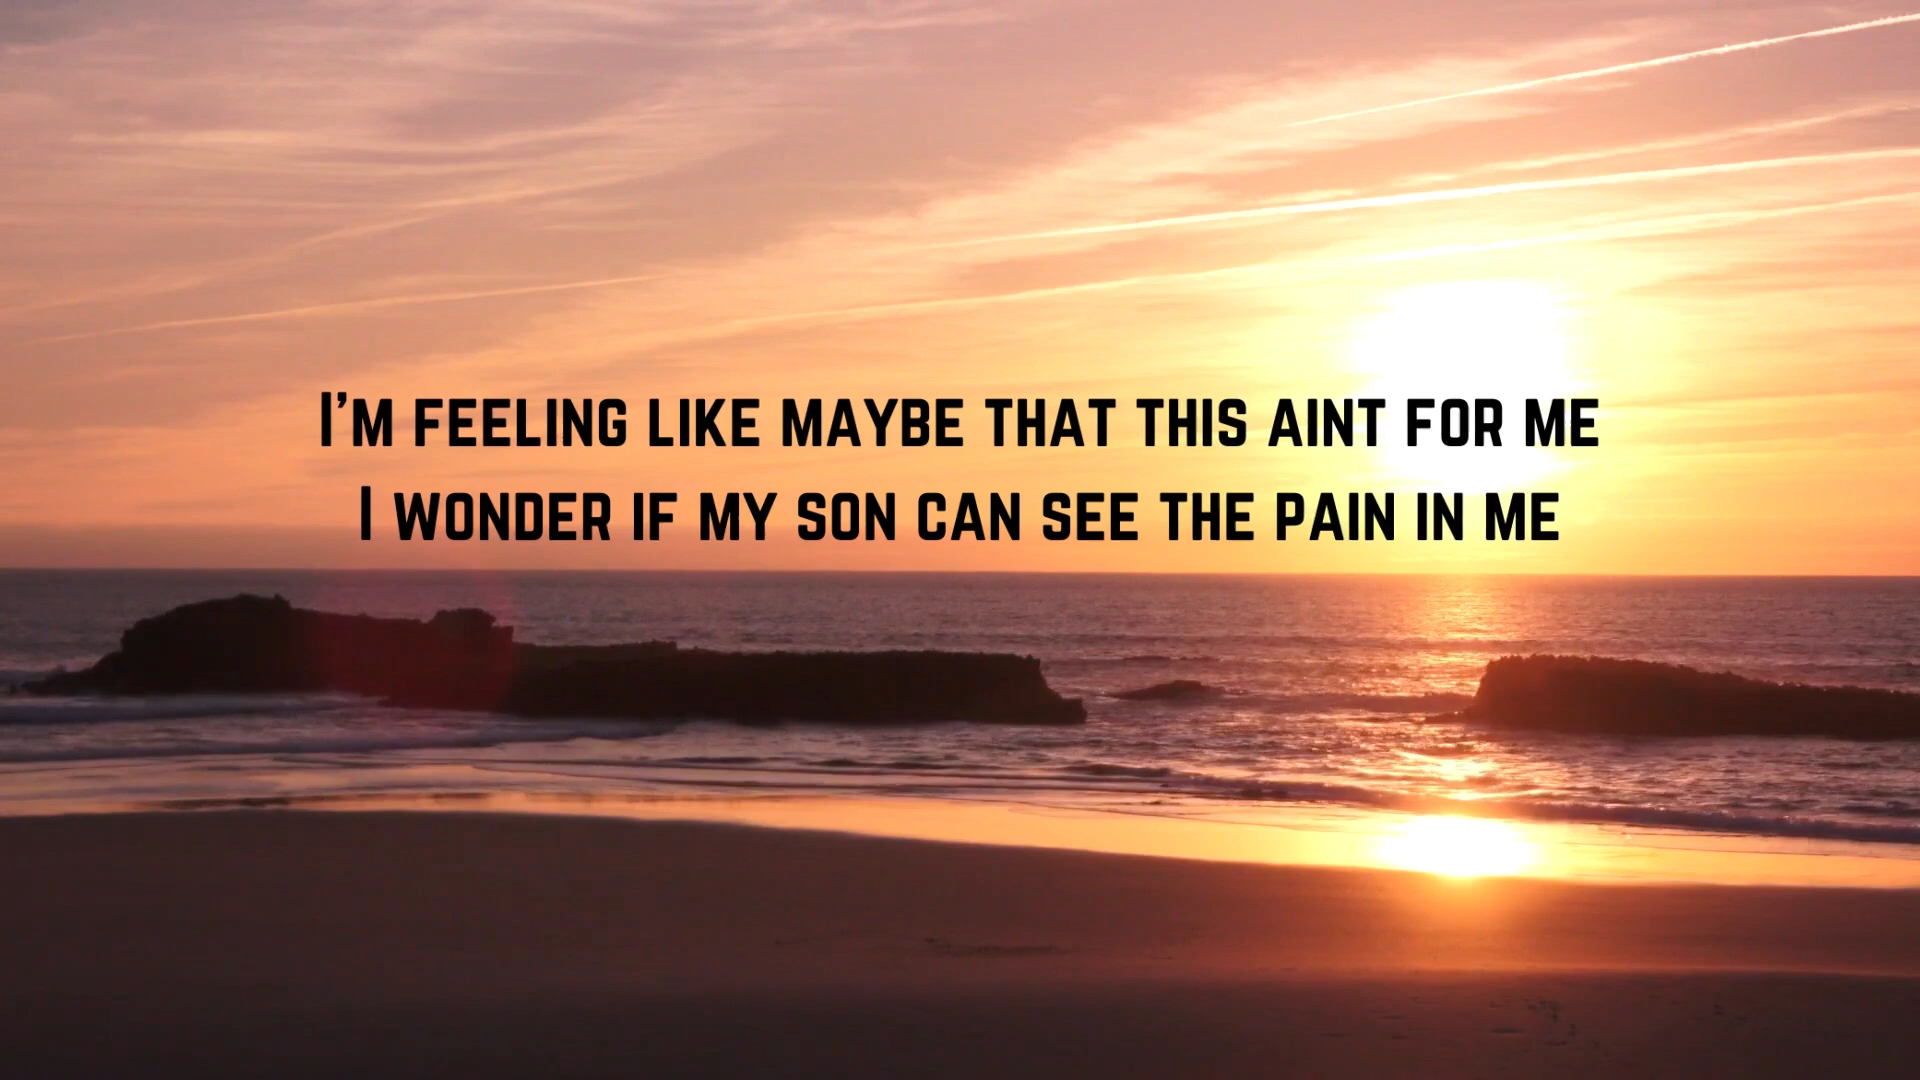 I'm feeling like maybe that this aint for me
I wonder if my son can see the pain in me